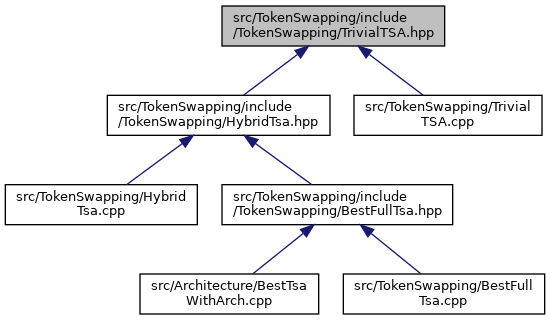 src/TokenSwapping/include
/TokenSwapping/TrivialTSA.hpp
src/TokenSwapping/include
/TokenSwapping/HybridTsa.hpp
src/TokenSwapping/Trivial
TSA.cpp
src/TokenSwapping/Hybrid
Tsa.cpp
src/TokenSwapping/include
/TokenSwapping/BestFullTsa.hpp
src/Architecture/BestTsa
WithArch.cpp
src/TokenSwapping/BestFull
Tsa.cpp